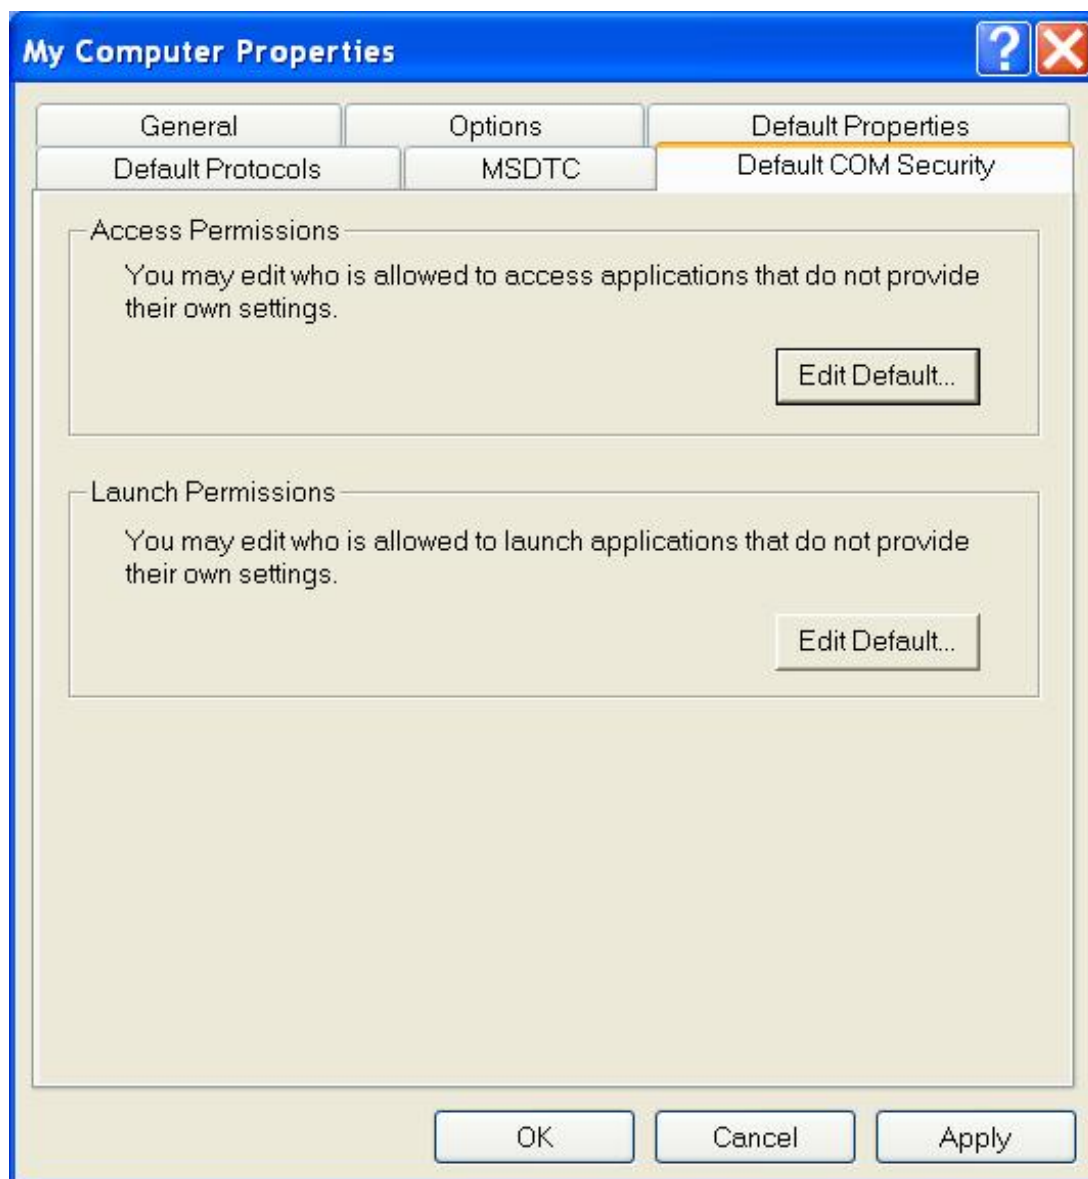 My Computer Properties
General Options Default Properties
Default Protocols MSDTC Default COM Security
Access Permissions
You may edit who is allowed to access applications that do not provide
their own settings.
Edit Default...
Launch Permissions
You may edit who is allowed to launch applications that do not provide
their own settings.
Edit Default...
OK Cancel Apply